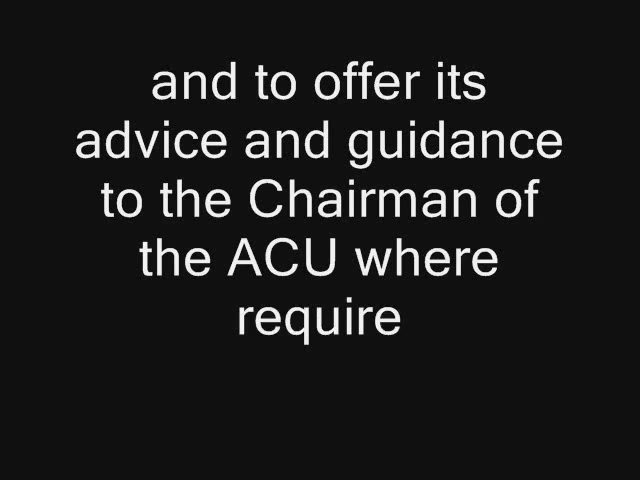 and to offer its
advice and guidance
to the Chairman of
the ACU where
require